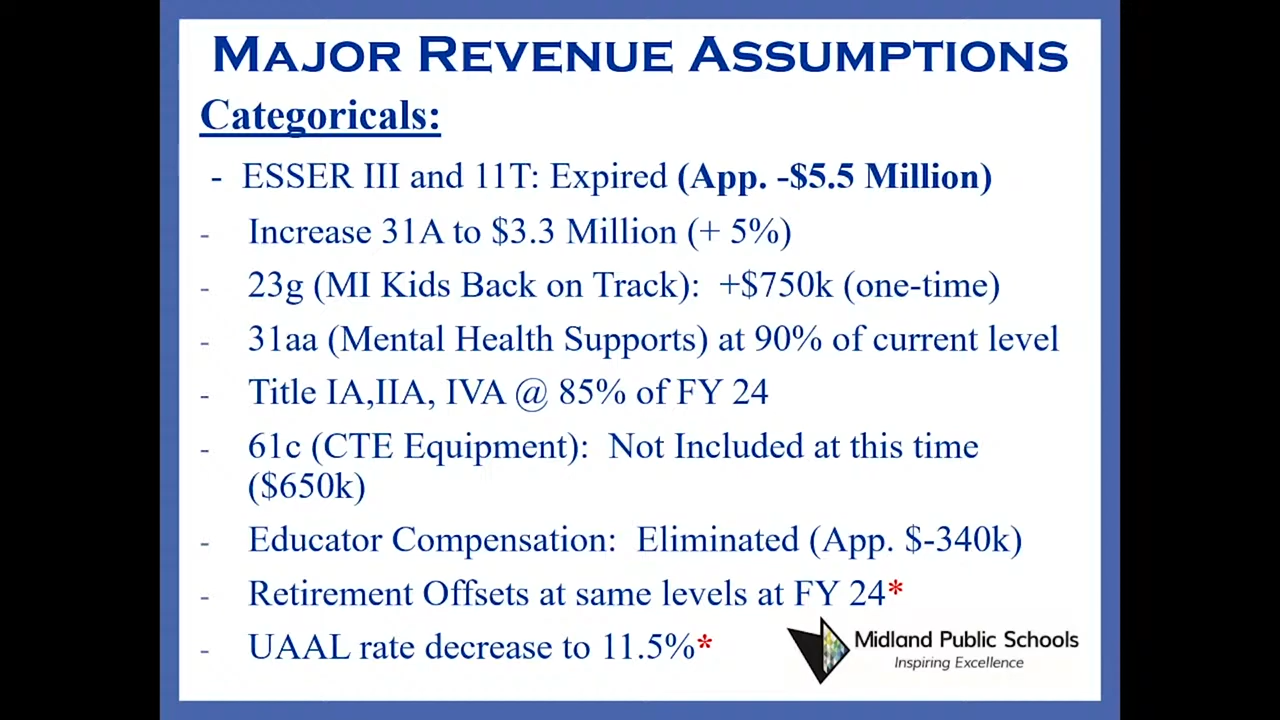 MAJOR REVENUE ASSUMPTIONS
Categoricals:
- ESSER III and 11T: Expired (App. -$5.5 Million)
- Increase 31A to $3.3 Million (+ 5%)
- 23g (MI Kids Back on Track): +$750k (one-time)
- 31aa (Mental Health Supports) at 90% of current level
- Title IA,IIA, IVA @ 85% of FY 24
- 61c (CTE Equipment): Not Included at this time
($650k)
- Educator Compensation: Eliminated (App. $-340k)
- Retirement Offsets at same levels at FY 24*
- UAAL rate decrease to 11.5%*
Midland Public Schools
Inspiring Excellence